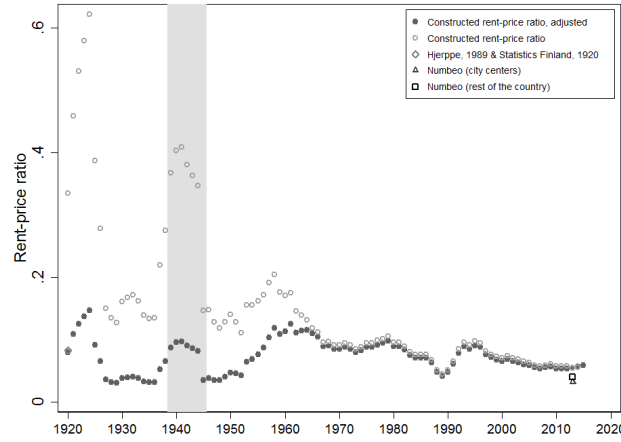 Constructed rent-price ratio, adjusted
Constructed rent-price ratio
Hjerppe, 1989 & Statistics Finland, 1920
Numbeo (city centers)
Numbeo (rest of the country)
Rent-price ratio
.6
.4
.2
0
1920 1930 1940 1950 1960 1970 1980 1990 2000 2010 2020